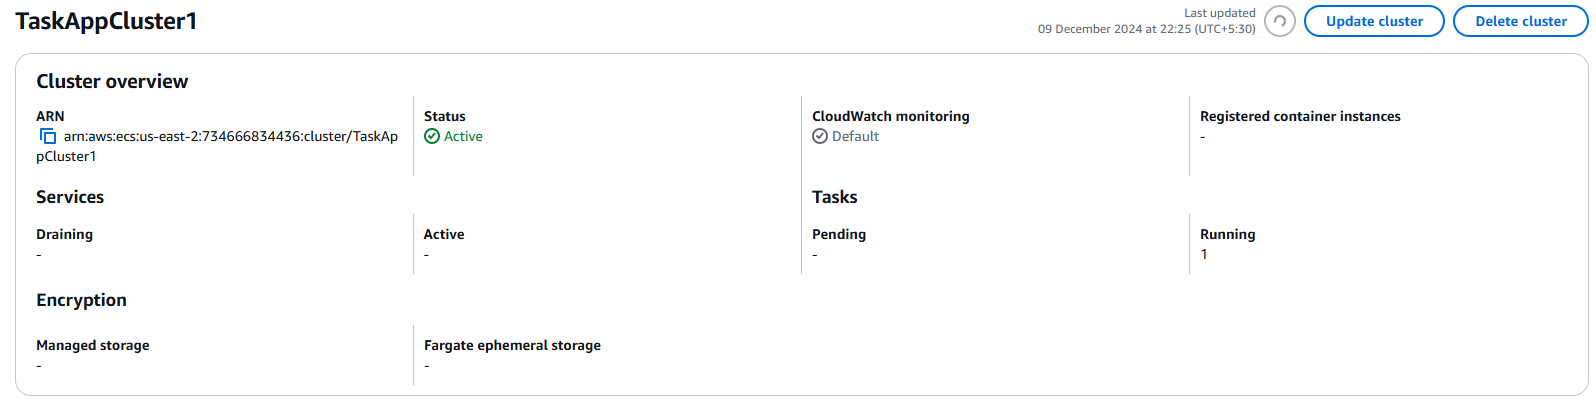 TaskAppCluster1
Last updated
09 December 2024 at 22:25 (UTC+5:30)
Update cluster
Delete cluster
Cluster overview
ARN
arn:aws:ecs:us-east-2:734666834436:cluster/TaskAp
pCluster1
Status
Active
CloudWatch monitoring
Default
Registered container instances
-
Services
Tasks
Draining
-
Active
-
Pending
-
Running
1
Encryption
Managed storage
-
Fargate ephemeral storage
-